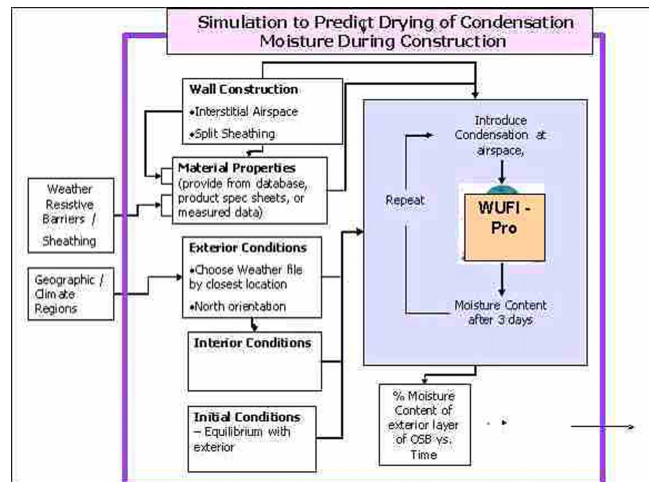 Simulation to Predict Drying of Condensation
Moisture During Construction
Wall Construction
•Interstitial Airspace
•Split Sheathing
Material Properties
(provide from database,
product spec sheets, or
measured data)
Weather
Resistive
Barriers /
Sheathing
Exterior Conditions
•Choose Weather file
by closest location
•North orientation
Geographic /
Climate
Regions
Interior Conditions
Initial Conditions
– Equilibrium with
exterior
Introduce
Condensation at
airspace,
Repeat
WUFI -
Pro
Moisture Content
after 3 days
% Moisture
Content of
exterior layer
of OSB vs.
Time